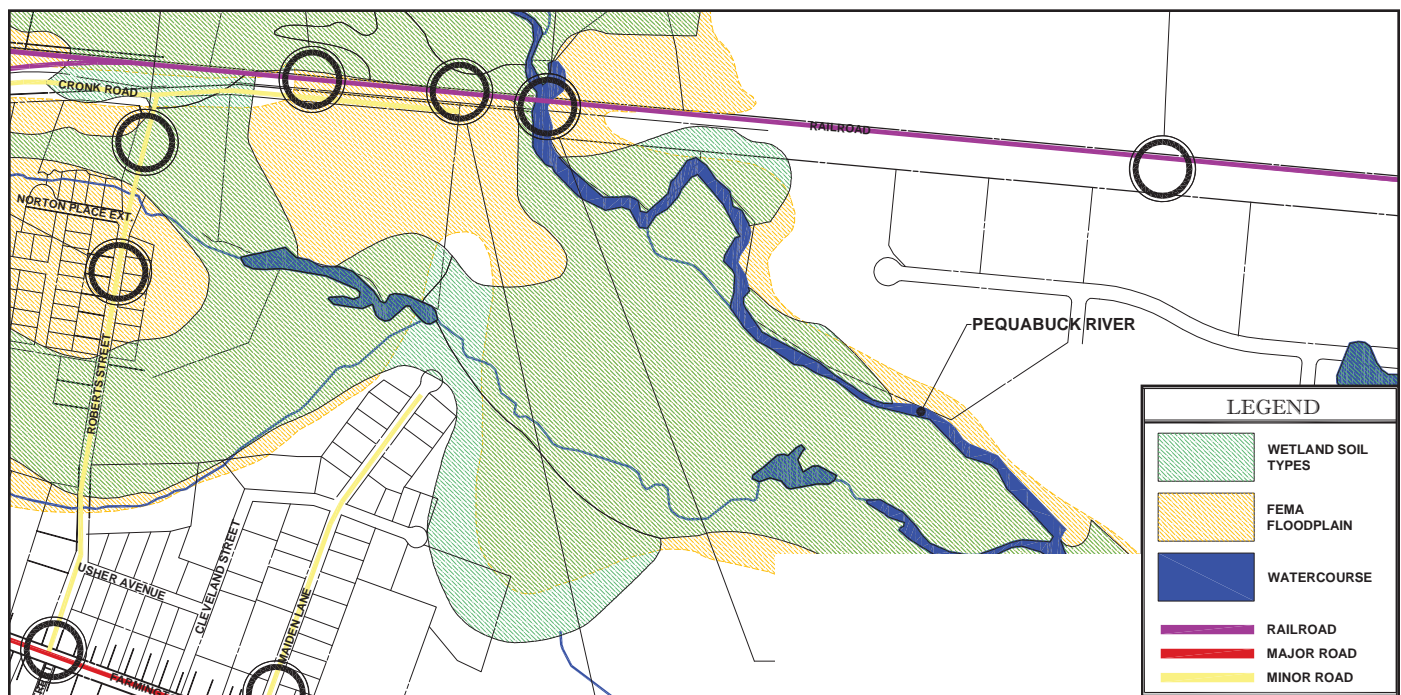 CRONK ROAD
RAILROAD
NORTON PLACE EXT.
ROBERTS STREET
PEQUABUCK RIVER
USHER AVENUE
CLEVELAND STREET
MAIDEN LANE
LEGEND
WETLAND SOIL
TYPES
FEMA
FLOODPLAIN
WATERCOURSE
RAILROAD
MAJOR ROAD
MINOR ROAD